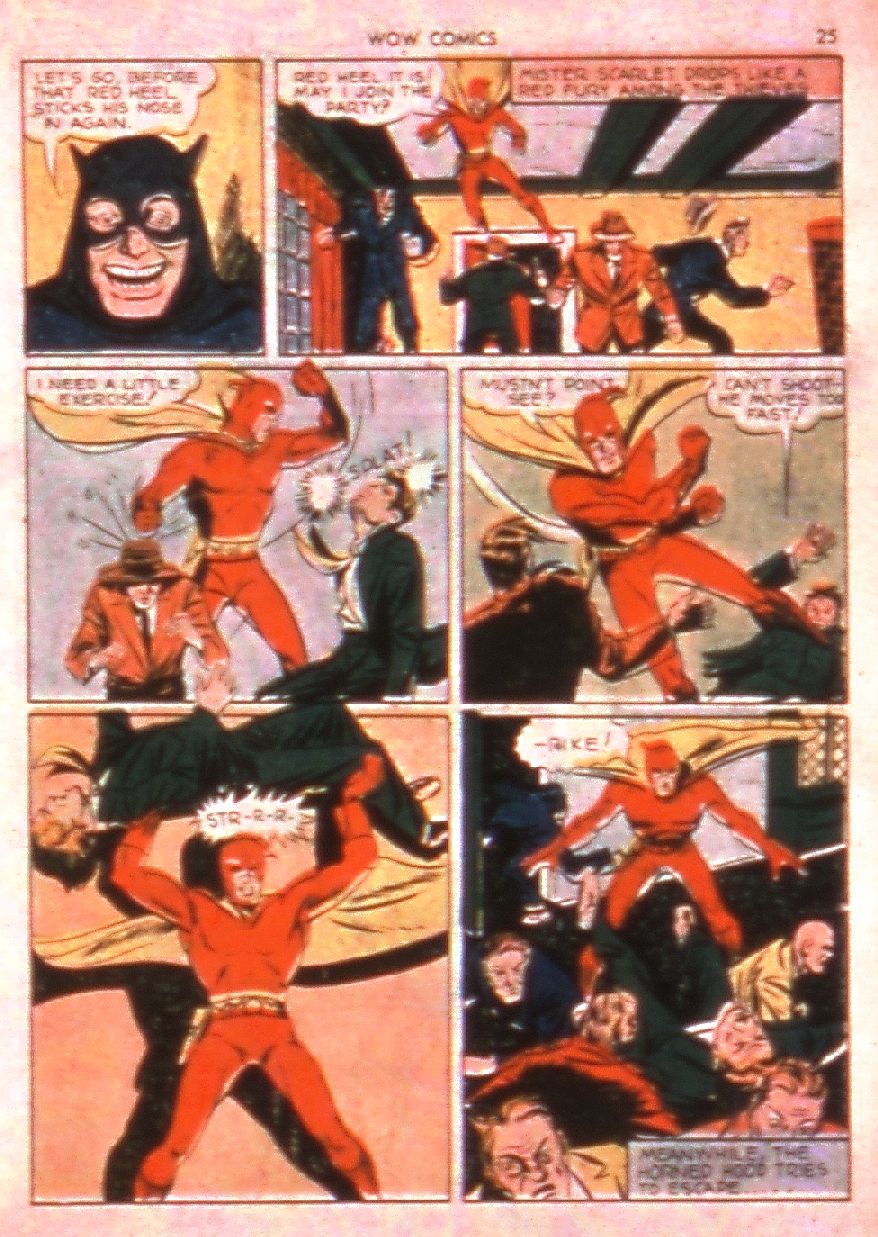 WOW COMICS
25
LET'S GO, BEFORE
THAT RED HEEL
STICKS HIS NOSE
IN AGAIN.
RED HEEL IT IS!
MAY I JOIN THE
PARTY?
MISTER SCARLET DROPS LIKE A
RED FURY AMONG THE THIEVES.
I NEED A LITTLE
EXERCISE!
SPLAT!
MUSTN'T POINT,
SEE?
CAN'T SHOOT--
HE MOVES TOO
FAST!
STR-R-R-
-RIKE!
MEANWHILE, THE
HORNED HOOD TRIES
TO ESCAPE